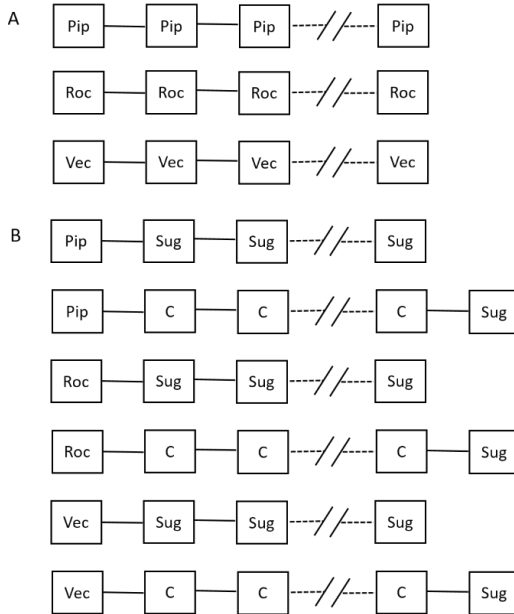 A
Pip Pip Pip Pip
Roc Roc Roc Roc
Vec Vec Vec Vec
B
Pip Sug Sug Sug
Pip C C C Sug
Roc Sug Sug Sug
Roc C C C Sug
Vec Sug Sug Sug
Vec C C C Sug